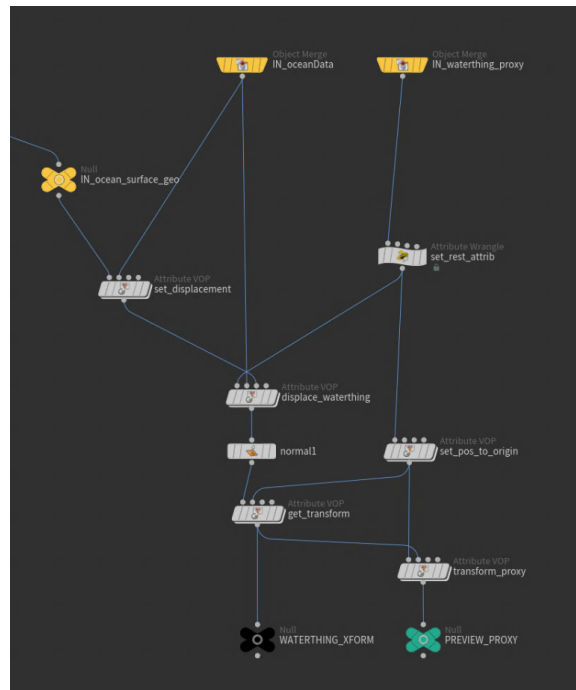 Object Merge
IN_oceanData
Object Merge
IN_waterthing_proxy
Null
IN_ocean_surface_geo
Attribute Wrangle
set_rest_attrib
Attribute VOP
set_displacement
Attribute VOP
displace_waterthing
normal1
Attribute VOP
set_pos_to_origin
Attribute VOP
get_transform
Attribute VOP
transform_proxy
Null
WATERTHING_XFORM
Null
PREVIEW_PROXY